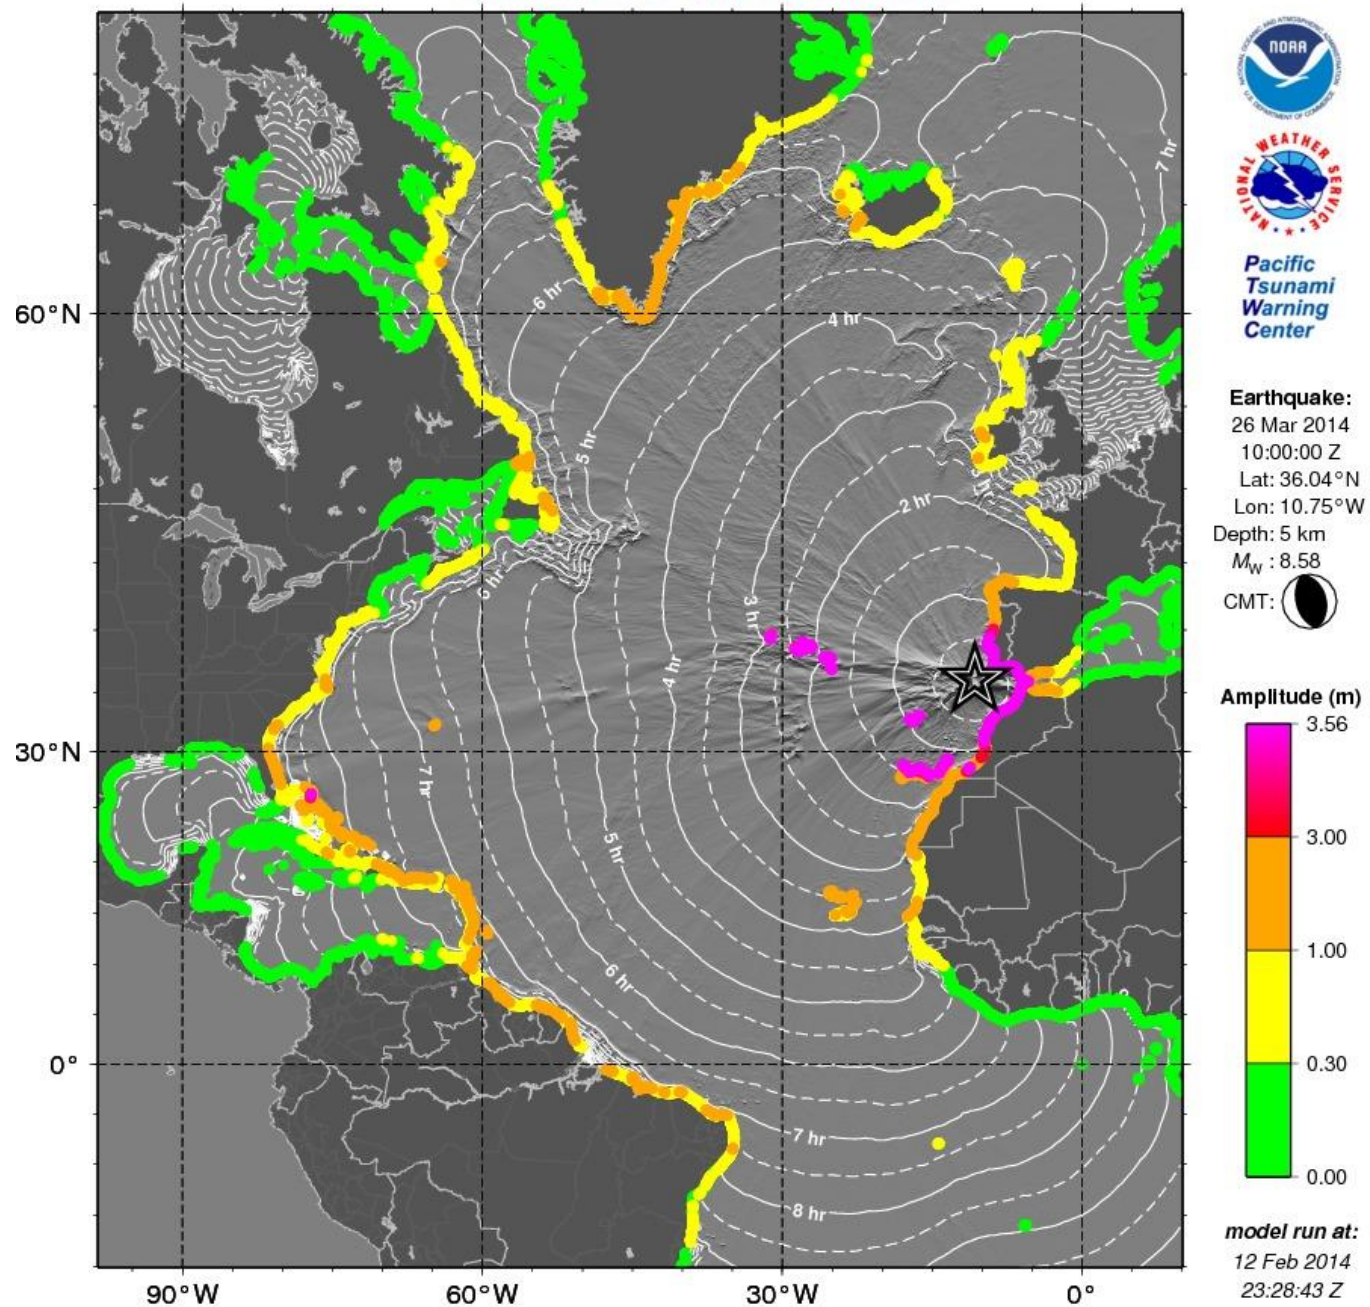 60°N
30°N
0°
90°W
60°W
30°W
0°
7 hr
6 hr
4 hr
5 hr
2 hr
6 hr
3 hr
4 hr
7 hr
5 hr
6 hr
7 hr
8 hr
NATIONAL OCEANIC AND ATMOSPHERIC ADMINISTRATION
NOAA
U.S. DEPARTMENT OF COMMERCE
NATIONAL WEATHER SERVICE
Pacific
Tsunami
Warning
Center
Earthquake:
26 Mar 2014
10:00:00 Z
Lat: 36.04°N
Lon: 10.75°W
Depth: 5 km
MW : 8.58
CMT:
Amplitude (m)
3.56
3.00
1.00
0.30
0.00
model run at:
12 Feb 2014
23:28:43 Z